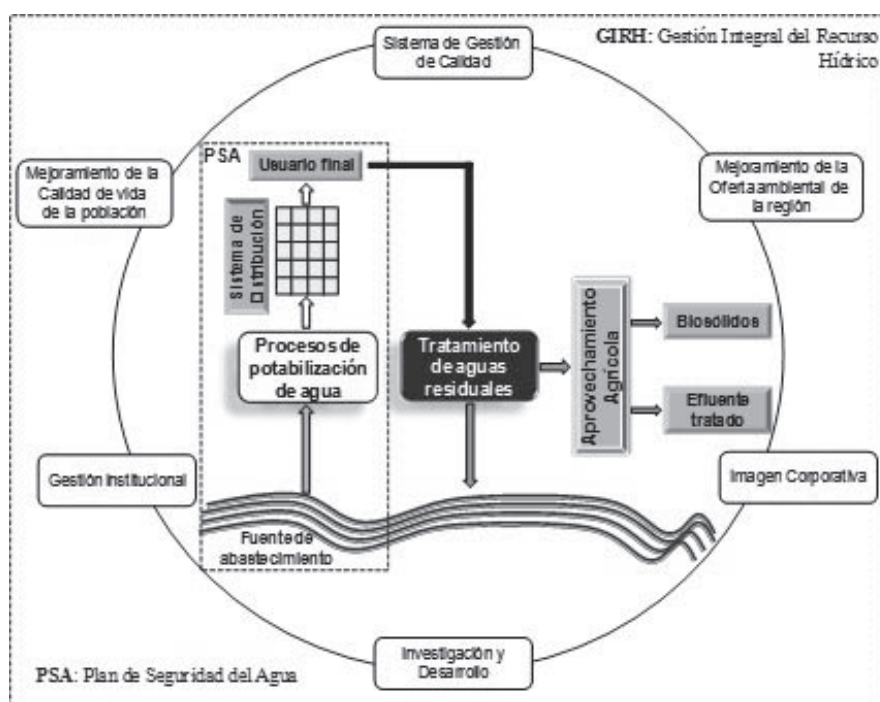 Sistema de Gestión
de Calidad
GIRH: Gestión Integral del Recurso
Hídrico
Mejoramiento de la
Calidad de vida
de la población
PSA
Usuario final
Mejoramiento de la
Oferta ambiental de
la región
Sistema de
Distribución
Procesos de
potabilización
de agua
Tratamiento
de aguas
residuales
Aprovechamiento
Agrícola
Biosólidos
Efluente
tratado
Gestión Institucional
Imagen Corporativa
Fuente de
abastecimiento
Investigación y
Desarrollo
PSA: Plan de Seguridad del Agua